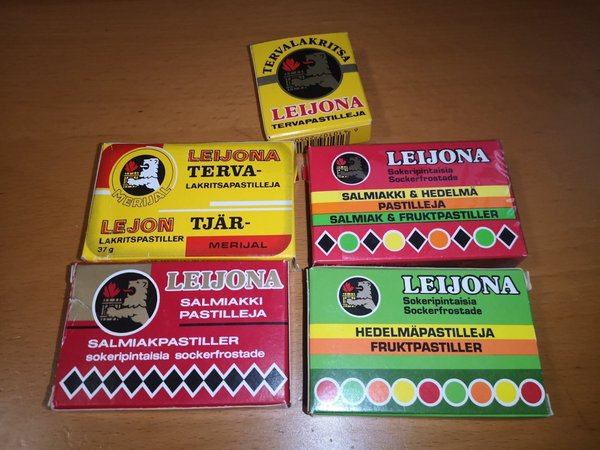 TERVALAKRITSA
LEIJONA
TERVAPASTILLEJA
LEIJONA
TERVA-
LAKRITSAPASTILLEJA
MERIJAL
LEJON TJÄR-
LAKRITSPASTILLER
37 g
MERIJAL
LEIJONA
Sokeripintaisia
Sockerfrostade
SALMIAKKI & HEDELMÄ
PASTILLEJA
SALMIAK & FRUKTPASTILLER
LEIJONA
SALMIAKKI
PASTILLEJA
SALMIAKPASTILLER
sokeripintaisia sockerfrostade
LEIJONA
Sokeripintaisia
Sockerfrostade
HEDELMÄPASTILLEJA
FRUKTPASTILLER